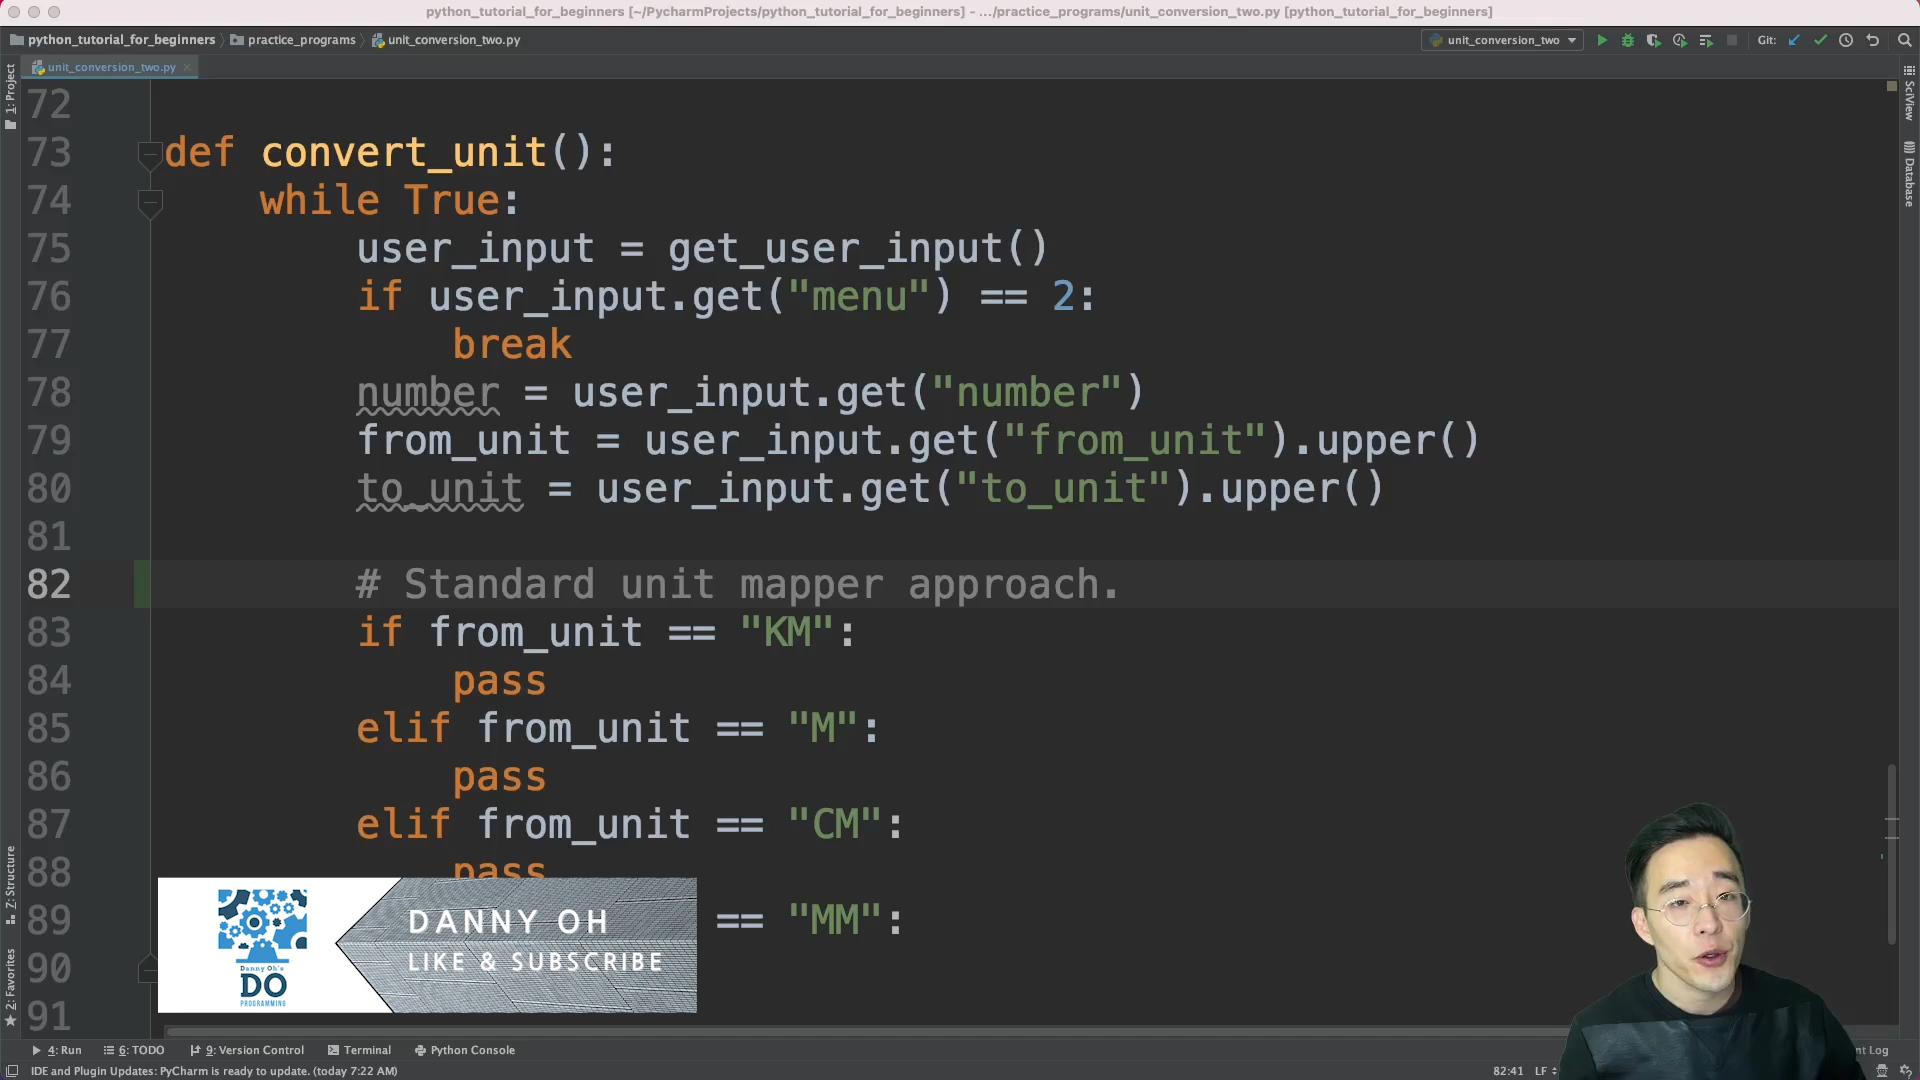 python_tutorial_for_beginners [~/PycharmProjects/python_tutorial_for_beginners] - .../practice_programs/unit_conversion_two.py [python_tutorial_for_beginners]
python_tutorial_for_beginners practice_programs unit_conversion_two.py unit_conversion_two Git:
unit_conversion_two.py
1: Project
SciView
Database
72
73 def convert_unit():
74 while True:
75 user_input = get_user_input()
76 if user_input.get("menu") == 2:
77 break
78 number = user_input.get("number")
79 from_unit = user_input.get("from_unit").upper()
80 to_unit = user_input.get("to_unit").upper()
81
82 # Standard unit mapper approach.
83 if from_unit == "KM":
84 pass
85 elif from_unit == "M":
86 pass
87 elif from_unit == "CM":
88 pass
89 == "MM":
90
91
Danny Oh's
DO
PROGRAMMING
DANNY OH
LIKE & SUBSCRIBE
Z: Structure
2: Favorites
4: Run 6: TODO 9: Version Control Terminal Python Console nt Log
IDE and Plugin Updates: PyCharm is ready to update. (today 7:22 AM) 82:41 LF